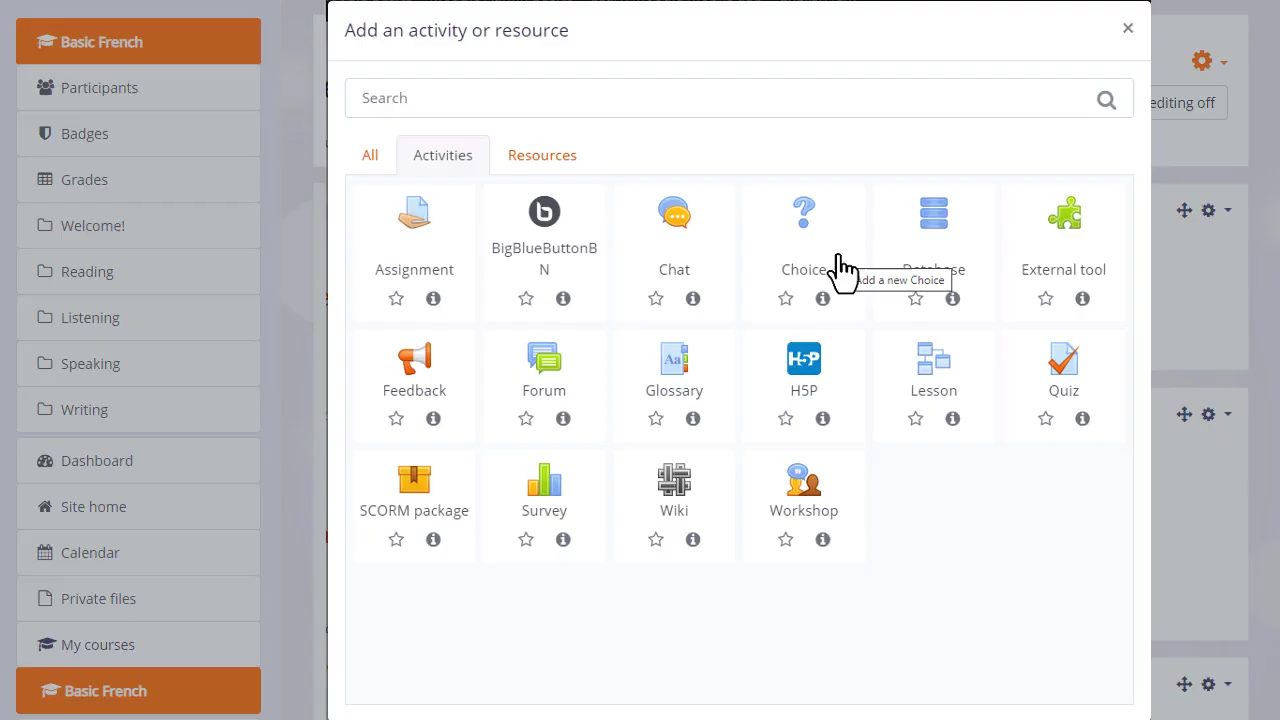 Basic French
Participants
Badges
Grades
Welcome!
Reading
Listening
Speaking
Writing
Dashboard
Site home
Calendar
Private files
My courses
Basic French
Add an activity or resource
×
Search
All
Activities
Resources
Assignment
BigBlueButtonB
N
Chat
Choice
Database
External tool
Add a new Choice
Feedback
Forum
Glossary
H5P
H5P
Lesson
Quiz
SCORM package
Survey
Wiki
Workshop
editing off